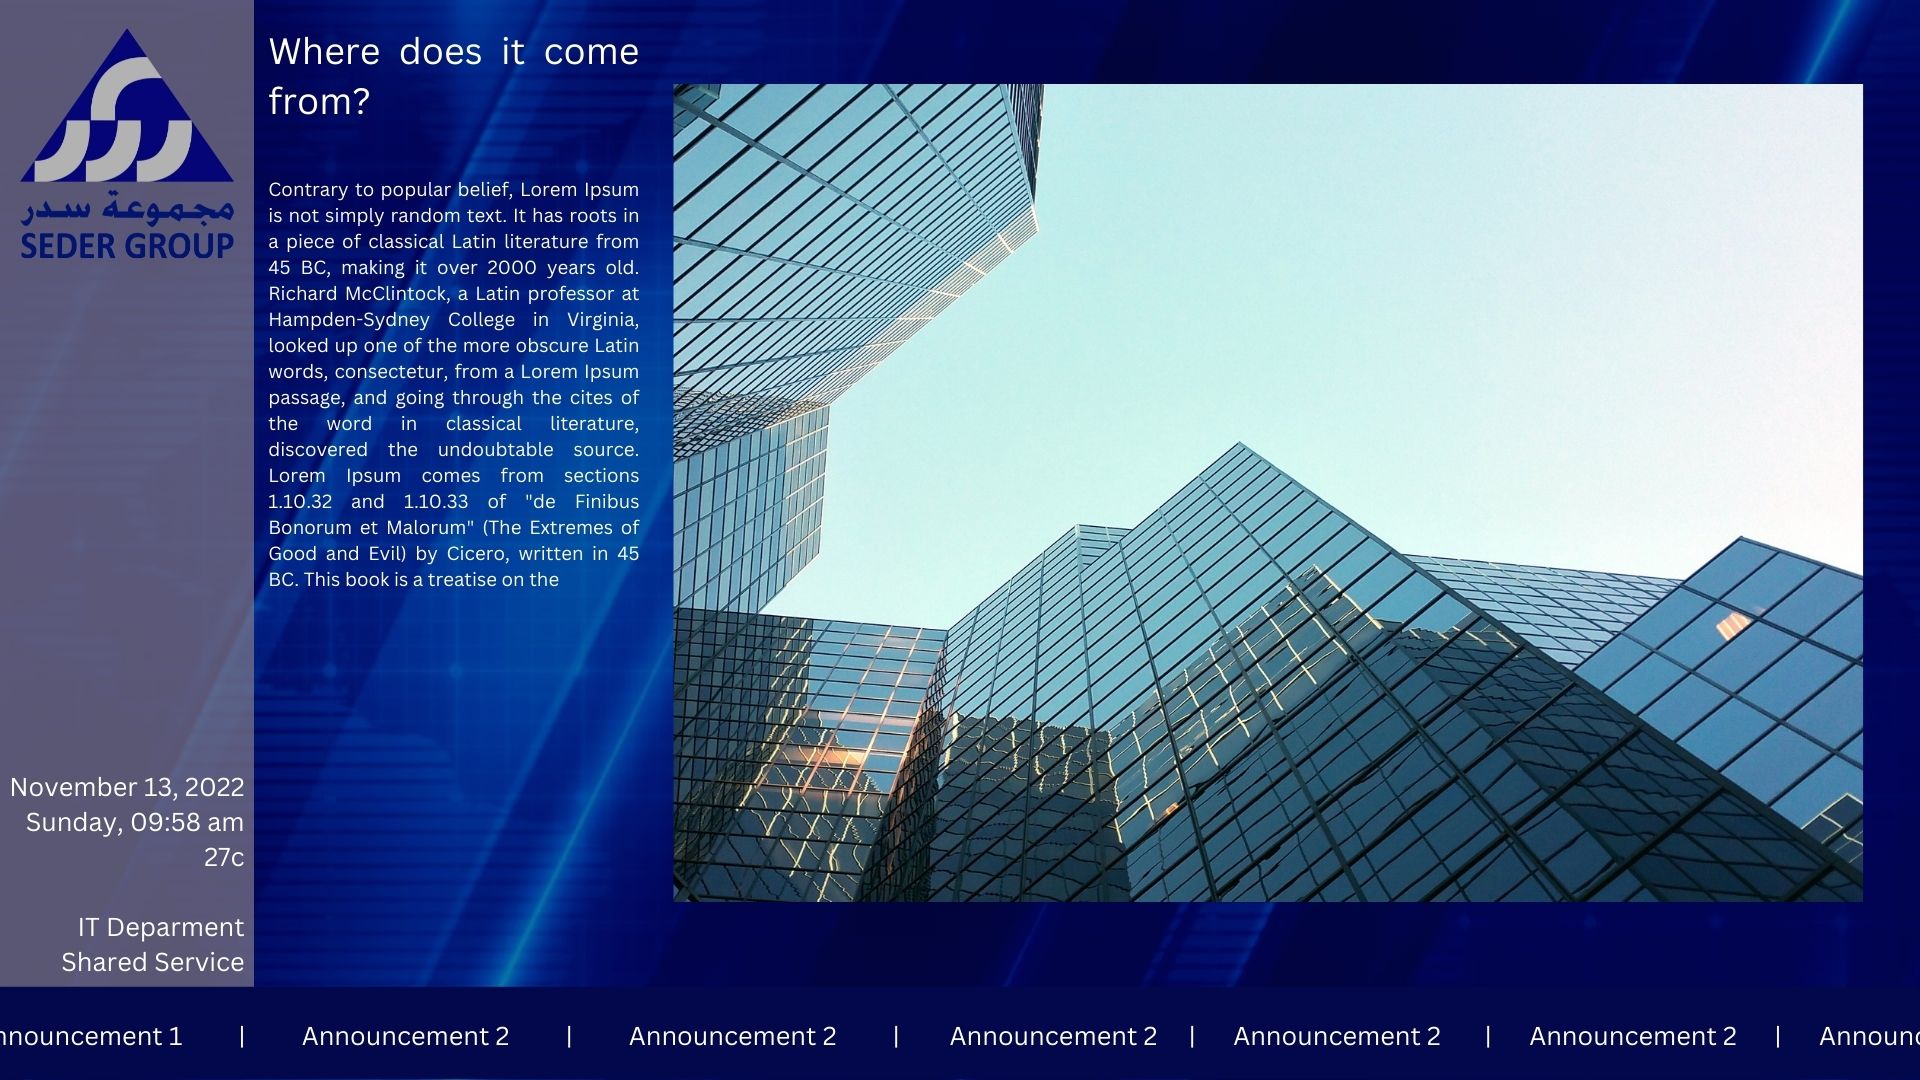 مجموعة سدر
SEDER GROUP
Where does it come
from?
Contrary to popular belief, Lorem Ipsum
is not simply random text. It has roots in
a piece of classical Latin literature from
45 BC, making it over 2000 years old.
Richard McClintock, a Latin professor at
Hampden-Sydney College in Virginia,
looked up one of the more obscure Latin
words, consectetur, from a Lorem Ipsum
passage, and going through the cites of
the word in classical literature,
discovered the undoubtable source.
Lorem Ipsum comes from sections
1.10.32 and 1.10.33 of "de Finibus
Bonorum et Malorum" (The Extremes of
Good and Evil) by Cicero, written in 45
BC. This book is a treatise on the
November 13, 2022
Sunday, 09:58 am
27c
IT Deparment
Shared Service
nnouncement 1 | Announcement 2 | Announcement 2 | Announcement 2 | Announcement 2 | Announcement 2 | Announc